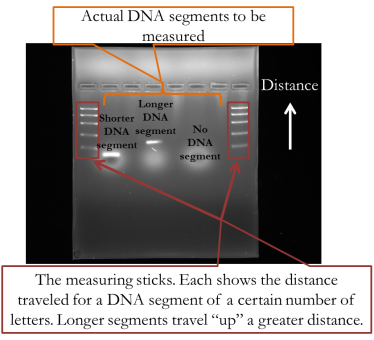 Actual DNA segments to be
measured
Distance
Longer
DNA
segment
Shorter
DNA
segment
No
DNA
segment
The measuring sticks. Each shows the distance
traveled for a DNA segment of a certain number of
letters. Longer segments travel “up” a greater distance.